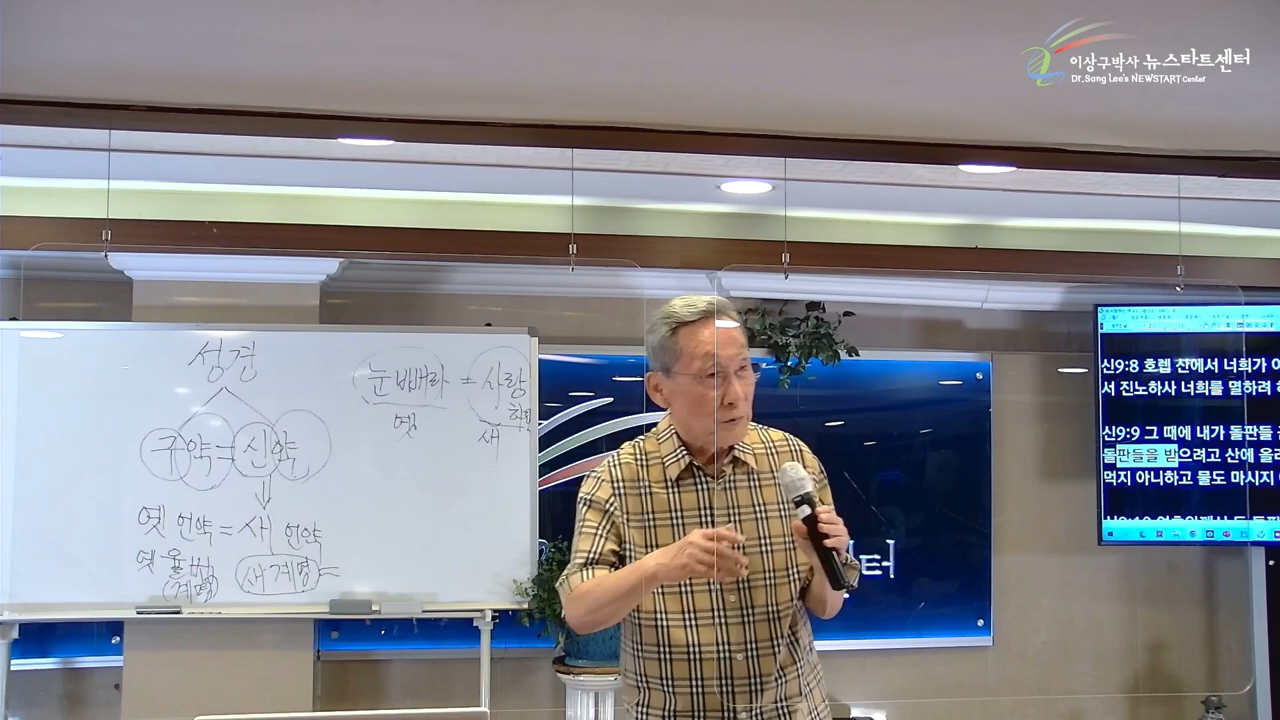 이상구박사 뉴스타트센터
Dr. Sang Lee's NEWSTART Center
성경
구약=신약
옛 언약=새 언약
옛 율법 새계명=
(계명)
눈빼라 = 사랑
옛 새
신9:8 호렙 산에서 너희가
서 진노하사 너희를 멸하려
신9:9 그 때에 내가 돌판들
돌판들을 받으려고 산에
먹지 아니하고 물도 마시지
센터